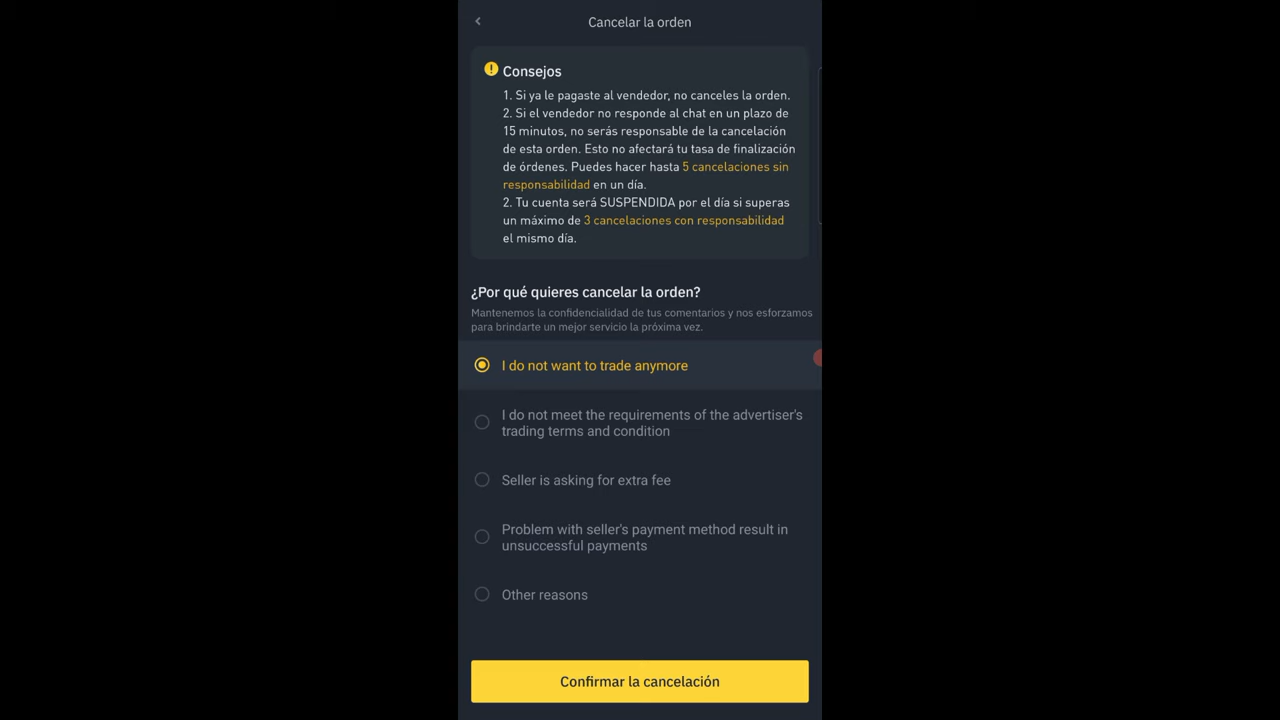 Cancelar la orden
Consejos
1. Si ya le pagaste al vendedor, no canceles la orden.
2. Si el vendedor no responde al chat en un plazo de
15 minutos, no serás responsable de la cancelación
de esta orden. Esto no afectará tu tasa de finalización
de órdenes. Puedes hacer hasta 5 cancelaciones sin
responsabilidad en un día.
2. Tu cuenta será SUSPENDIDA por el día si superas
un máximo de 3 cancelaciones con responsabilidad
el mismo día.
¿Por qué quieres cancelar la orden?
Mantenemos la confidencialidad de tus comentarios y nos esforzamos
para brindarte un mejor servicio la próxima vez.
I do not want to trade anymore
I do not meet the requirements of the advertiser's
trading terms and condition
Seller is asking for extra fee
Problem with seller's payment method result in
unsuccessful payments
Other reasons
Confirmar la cancelación